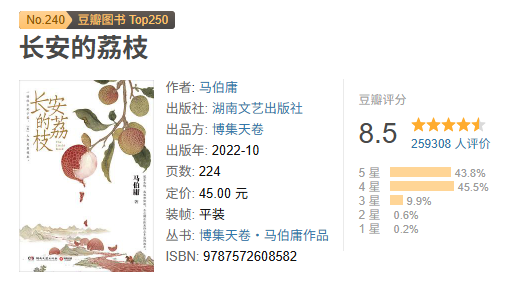 No.240 豆瓣图书 Top250
长安的荔枝
长安
的荔
枝
马伯庸 著
作者: 马伯庸
出版社: 湖南文艺出版社
出品方: 博集天卷
出版年: 2022-10
页数: 224
定价: 45.00 元
装帧: 平装
丛书: 博集天卷·马伯庸作品
ISBN: 9787572608582
豆瓣评分
8.5
259308 人评价
5 星 43.8%
4 星 45.5%
3 星 9.9%
2 星 0.6%
1 星 0.2%